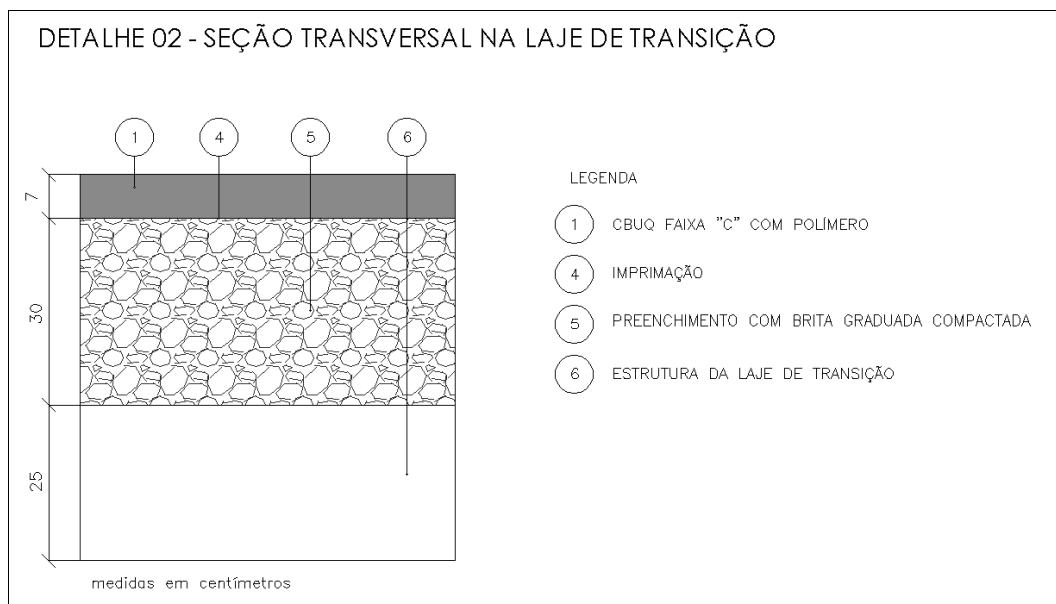 DETALHE 02 - SEÇÃO TRANSVERSAL NA LAJE DE TRANSIÇÃO
1 4 5 6
7
30
25
medidas em centímetros
LEGENDA
1 CBUQ FAIXA "C" COM POLÍMERO
4 IMPRIMAÇÃO
5 PREENCHIMENTO COM BRITA GRADUADA COMPACTADA
6 ESTRUTURA DA LAJE DE TRANSIÇÃO